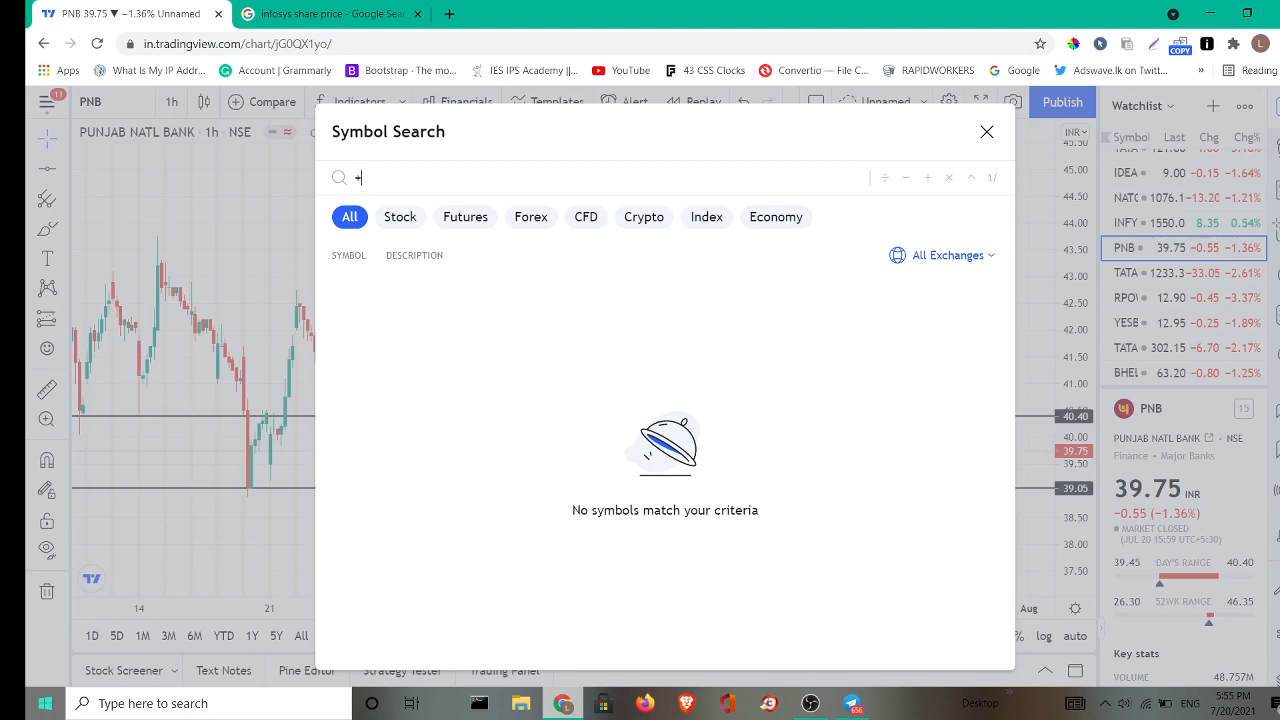 PNB 39.75 ▼ −1.36% Unnamed
infosys share price - Google Sear
in.tradingview.com/chart/jG0QX1yo/
COPY
L
Apps
What Is My IP Addr...
Account | Grammarly
Bootstrap - The mo...
IES IPS Academy ||...
YouTube
43 CSS Clocks
Convertio — File C...
RAPIDWORKERS
Google
Adswave.lk on Twitt...
»
Reading
11
PNB
1h
Compare
Indicators
Financials
Templates
Alert
Replay
Unnamed
Publish
Watchlist
PUNJAB NATL BANK · 1h · NSE
INR
Symbol Last Chg Chg%
Symbol Search
+
÷ − + × ^ 1/
All Stock Futures Forex CFD Crypto Index Economy
SYMBOL DESCRIPTION
All Exchanges
No symbols match your criteria
45.50
45.00
44.50
44.00
43.50
43.00
42.50
42.00
41.50
41.00
40.40
40.00
39.75
39.50
39.05
38.50
38.00
37.50
IDEA 9.00 −0.15 −1.64%
NATC 1076.1 −13.20 −1.21%
INFY 1550.0 8.35 0.54%
PNB 39.75 −0.55 −1.36%
TATA 1233.3 −33.05 −2.61%
RPOV 12.90 −0.45 −3.37%
YESB 12.95 −0.25 −1.89%
TATA 302.15 −6.70 −2.17%
BHEL 63.20 −0.80 −1.25%
PNB
15
PUNJAB NATL BANK · NSE
Finance • Major Banks
39.75 INR
−0.55 (−1.36%)
MARKET CLOSED
(JUL 20 15:59 UTC+5:30)
39.45 DAY'S RANGE 40.40
26.30 52WK RANGE 46.35
Key stats
VOLUME 48.757M
14
21
Aug
1D 5D 1M 3M 6M YTD 1Y 5Y All
% log auto
Stock Screener
Text Notes
Pine Editor
Strategy Tester
Trading Panel
Type here to search
656
Desktop
»
ENG
5:55 PM
7/20/2021